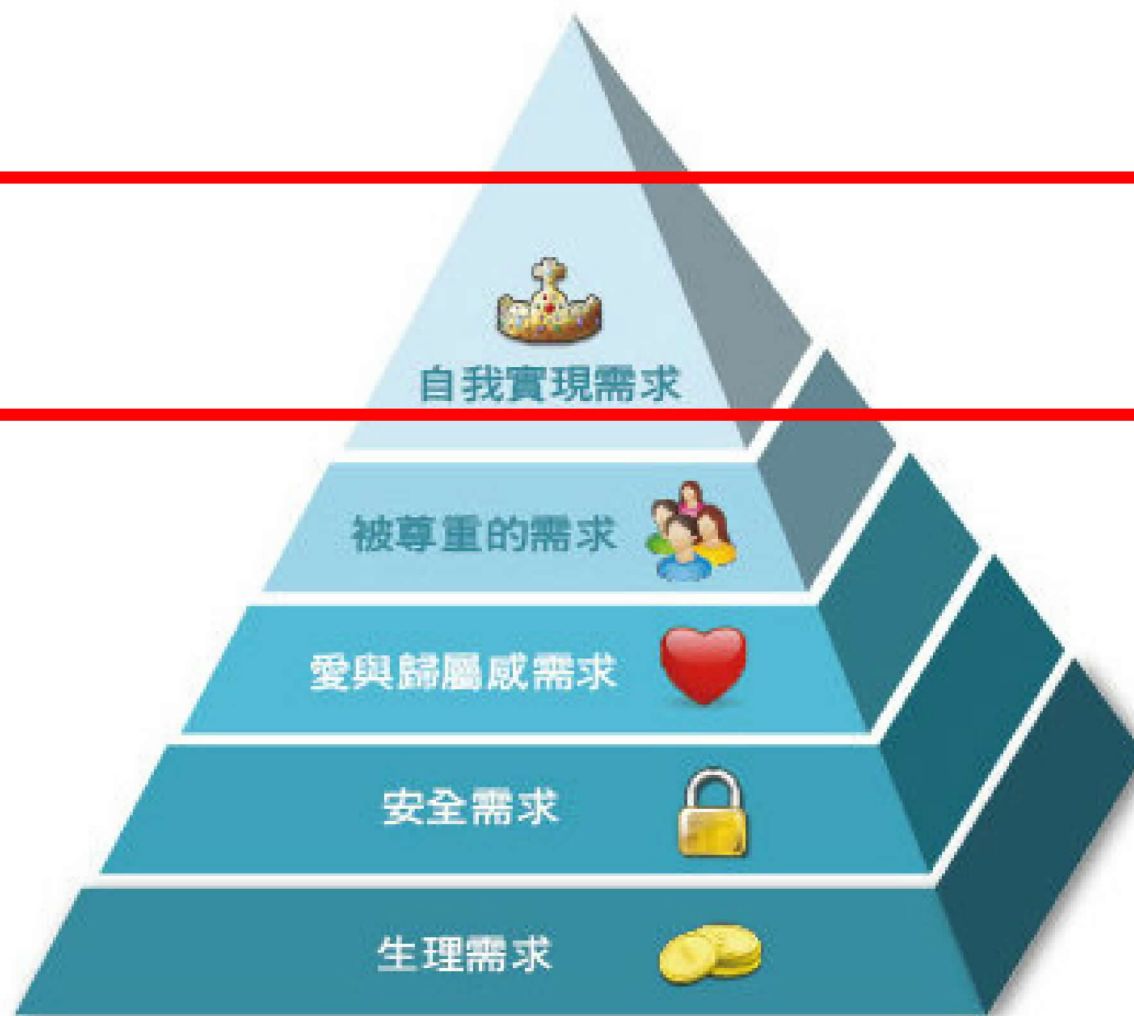 自我實現需求
被尊重的需求
愛與歸屬感需求
安全需求
生理需求